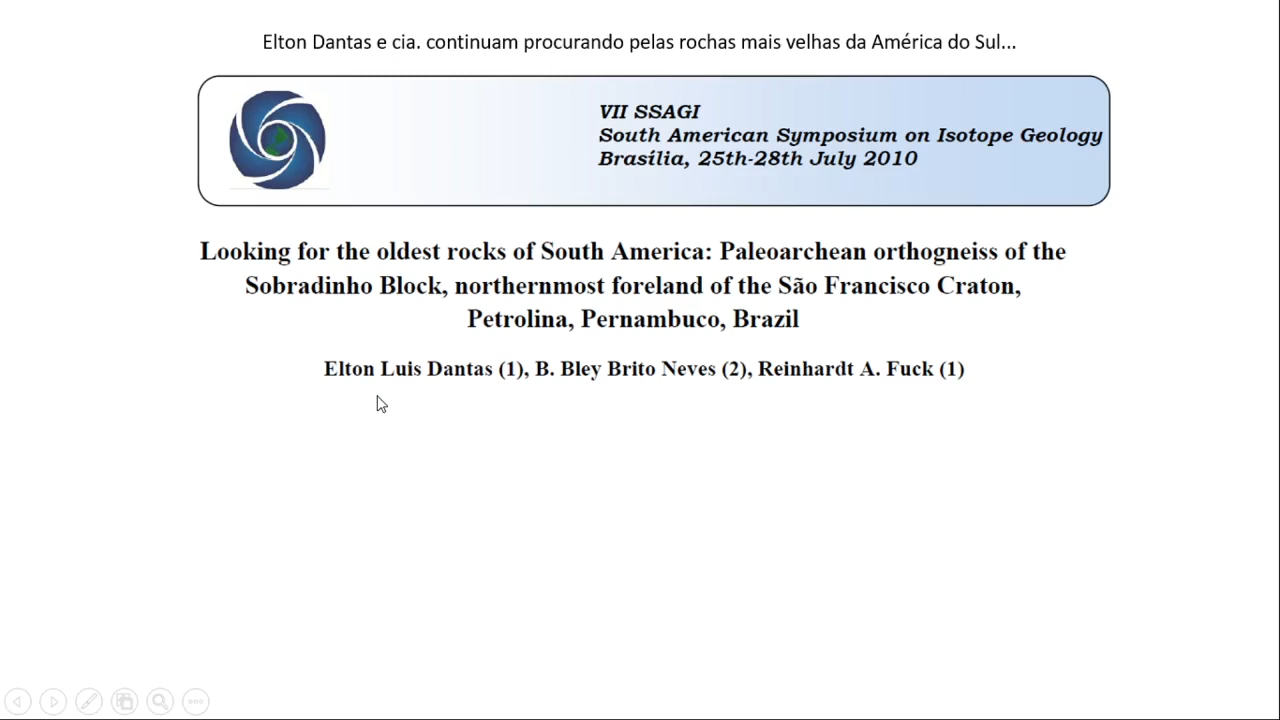 Elton Dantas e cia. continuam procurando pelas rochas mais velhas da América do Sul...
VII SSAGI
South American Symposium on Isotope Geology
Brasília, 25th-28th July 2010
Looking for the oldest rocks of South America: Paleoarchean orthogneiss of the
Sobradinho Block, northernmost foreland of the São Francisco Craton,
Petrolina, Pernambuco, Brazil
Elton Luis Dantas (1), B. Bley Brito Neves (2), Reinhardt A. Fuck (1)